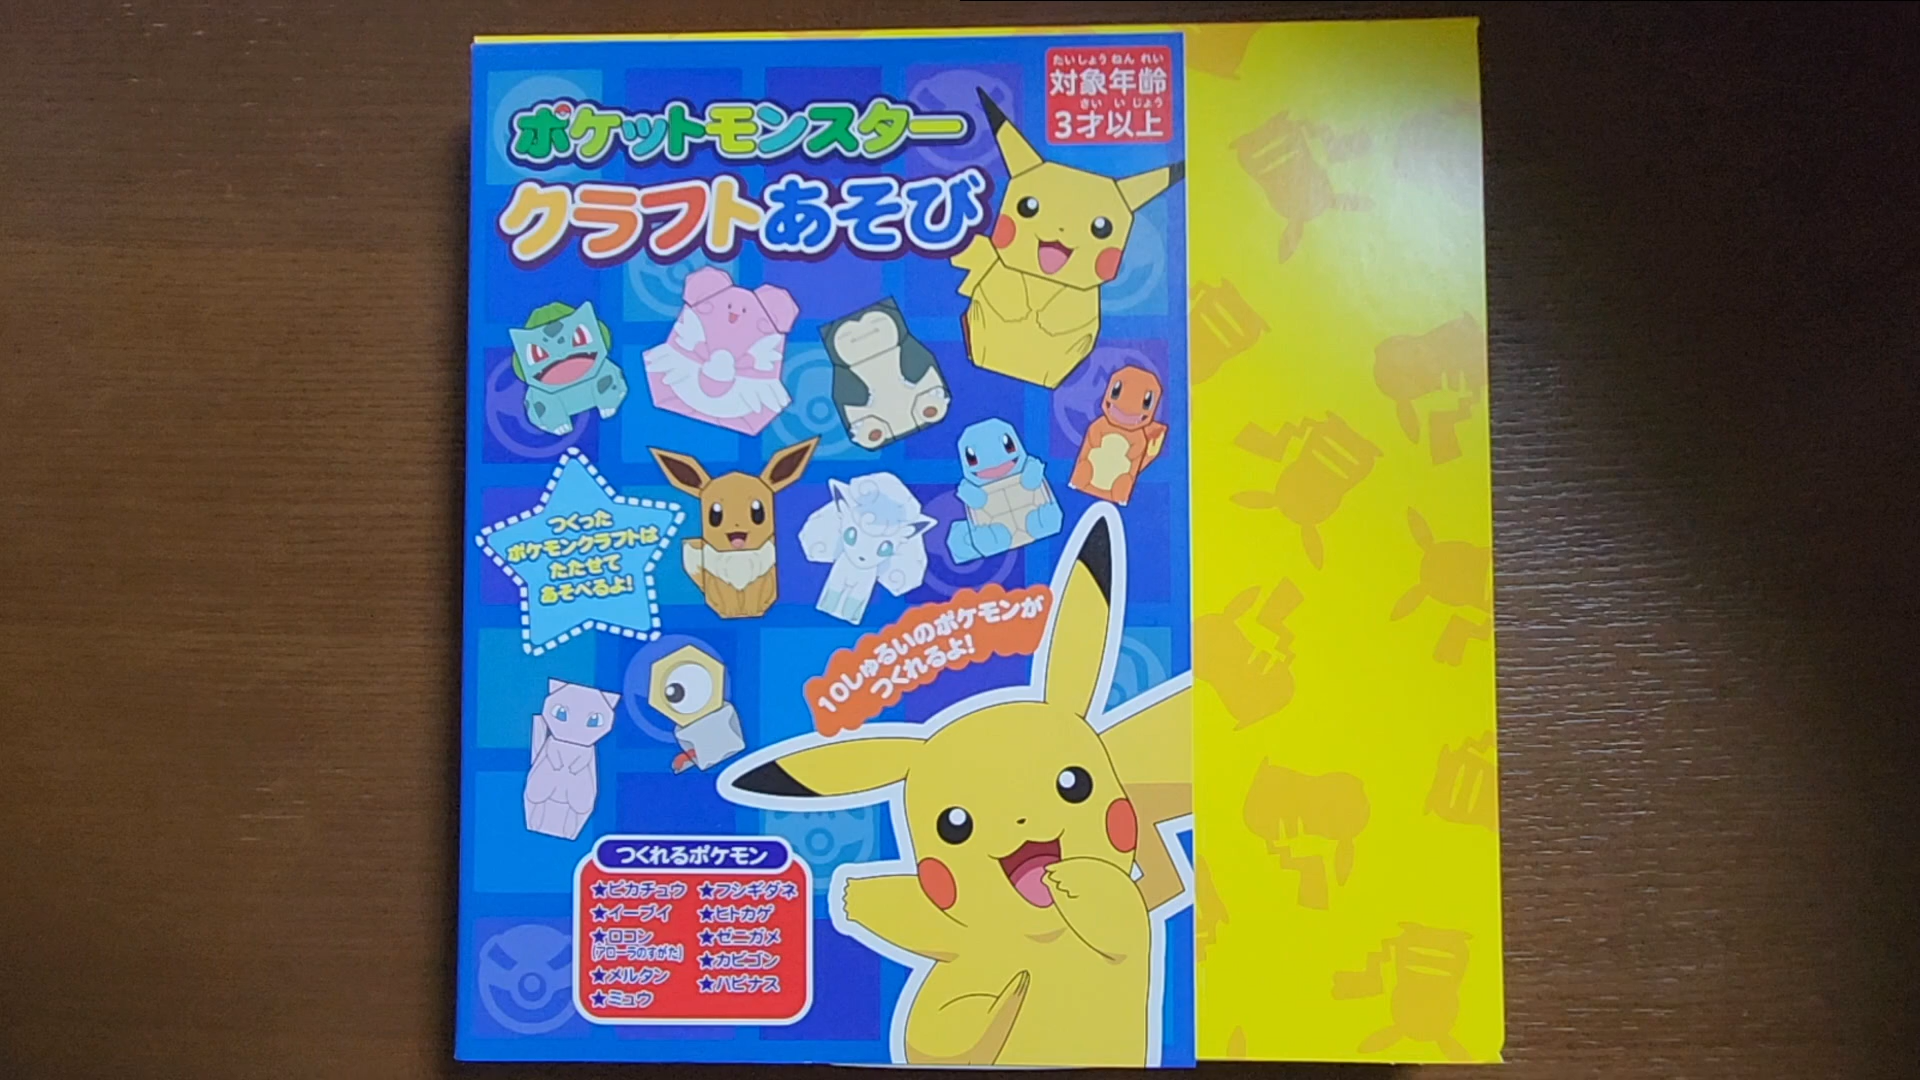 たいしょうねんれい
対象年齢
さいいじょう
3才以上
ポケットモンスター
クラフトあそび
つくった
ポケモンクラフトは
たたせて
あそべるよ!
10しゅるいのポケモンが
つくれるよ!
つくれるポケモン
★ピカチュウ
★イーブイ
★ロコン
(アローラのすがた)
★メルタン
★ミュウ
★フシギダネ
★ヒトカゲ
★ゼニガメ
★カビゴン
★ハピナス